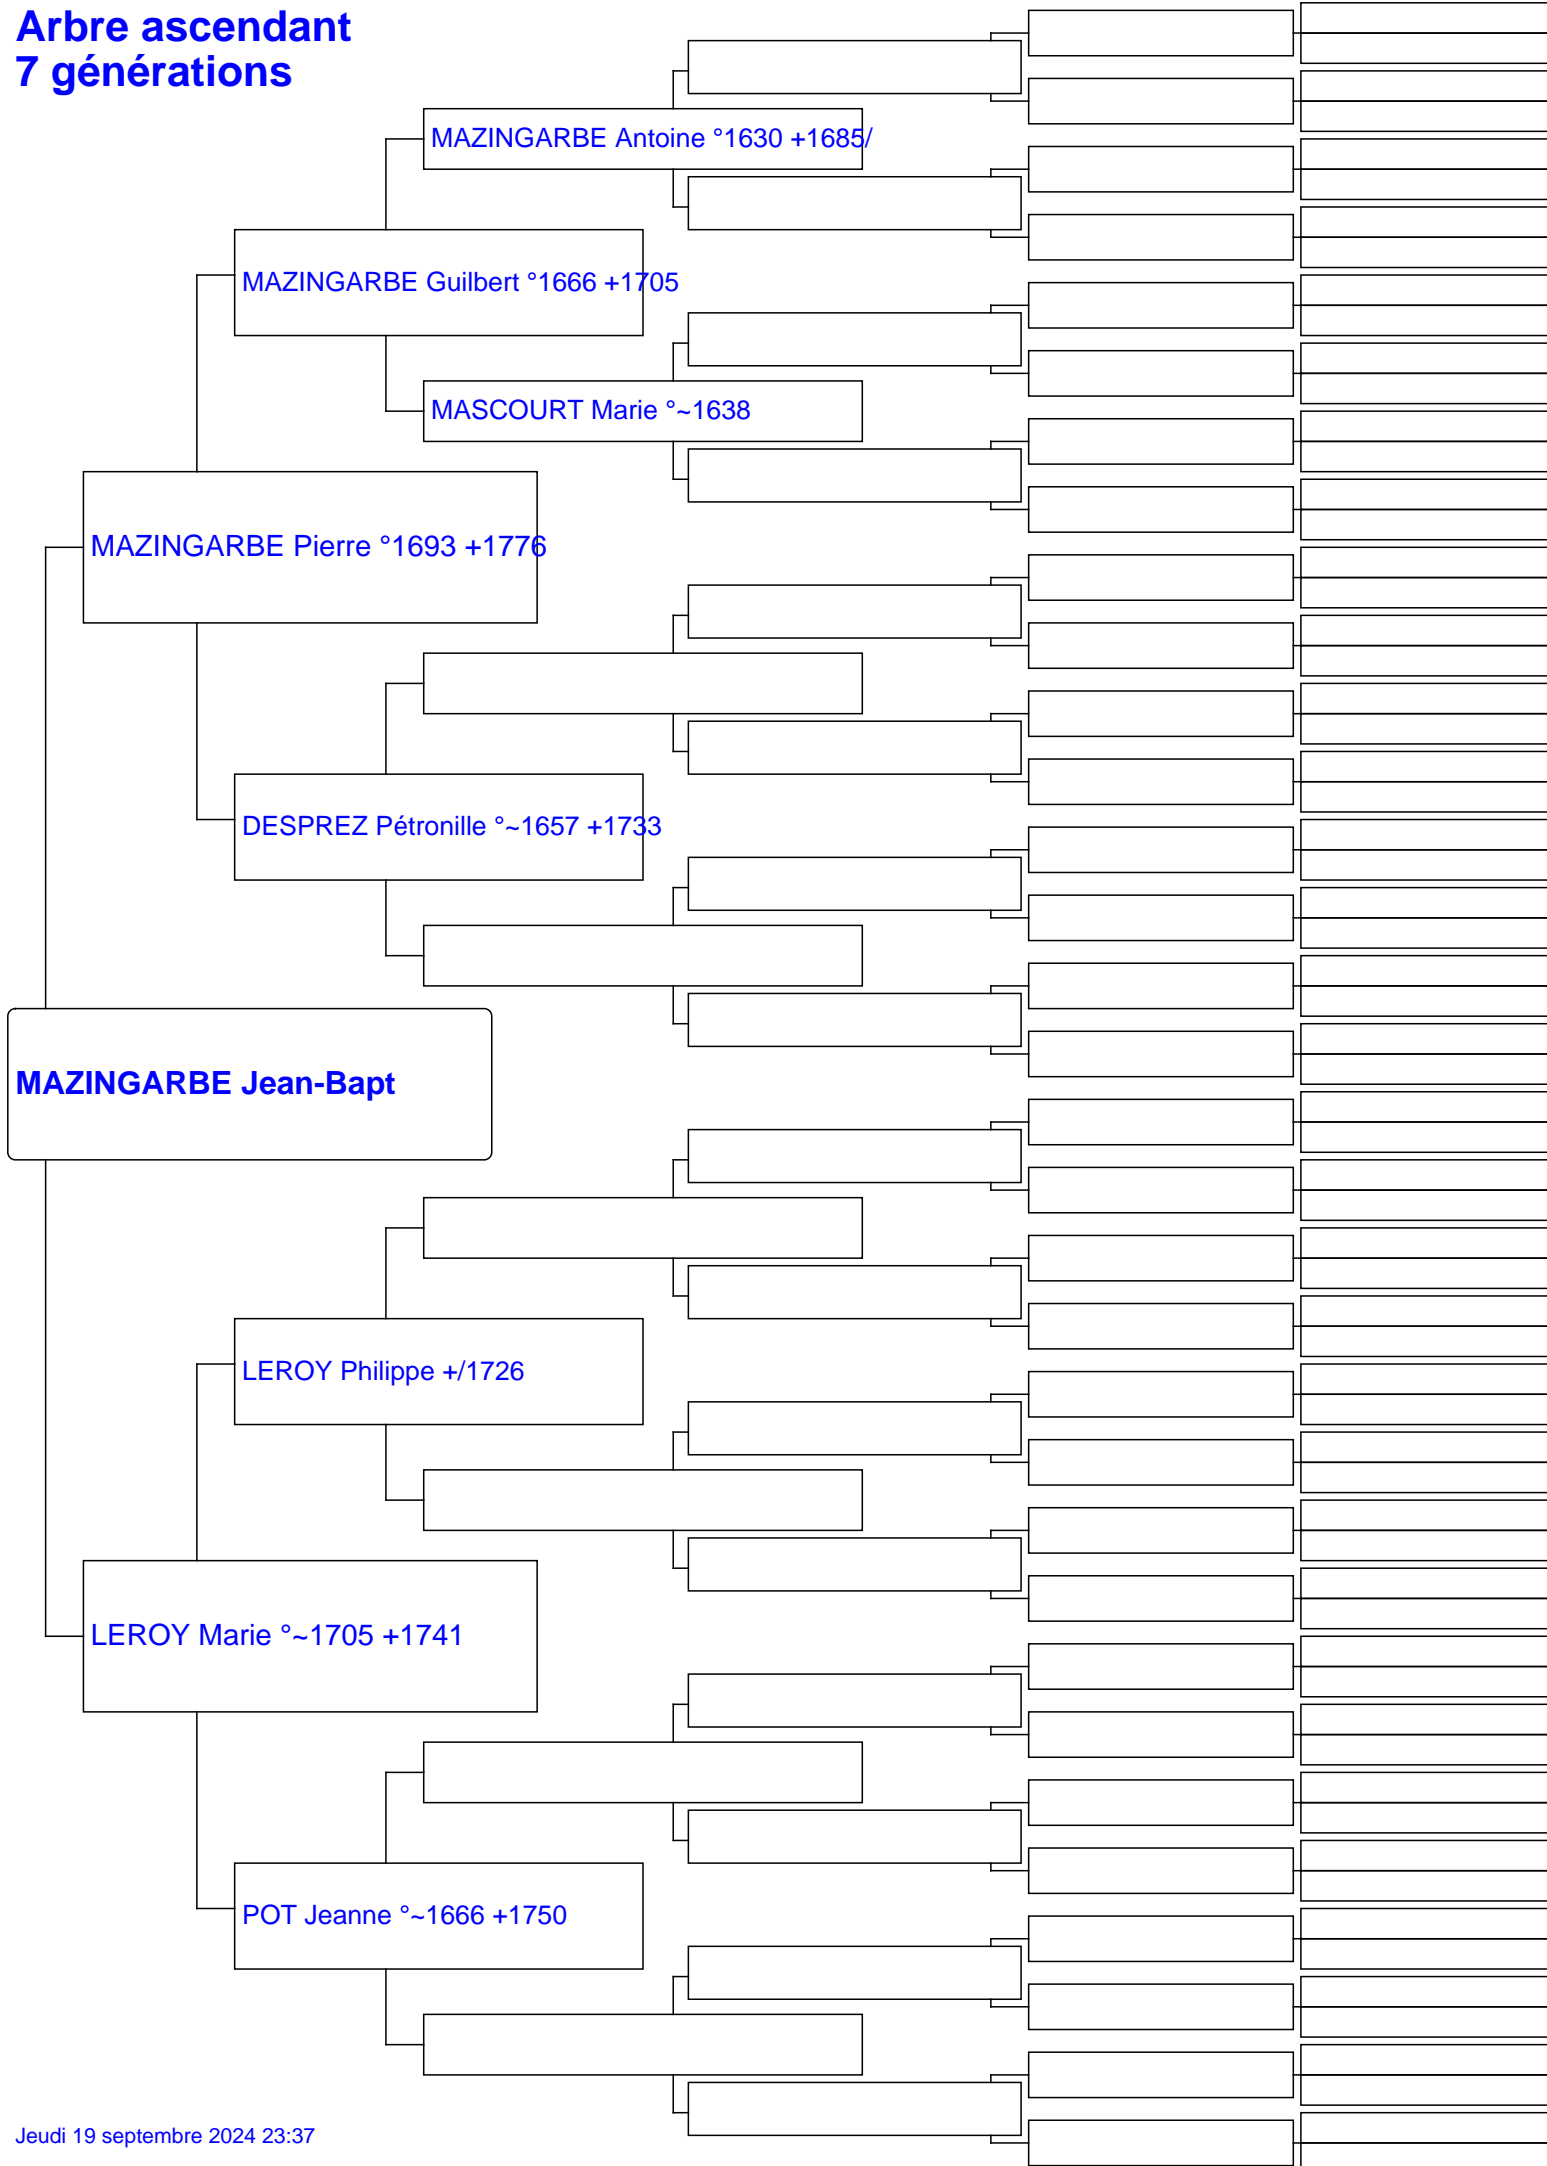 Arbre ascendant
7 générations
MAZINGARBE Antoine °1630 +1685/
MAZINGARBE Guilbert °1666 +1705
MASCOURT Marie °~1638
MAZINGARBE Pierre °1693 +1776
DESPREZ Pétronille °~1657 +1733
MAZINGARBE Jean-Bapt
LEROY Philippe +/1726
LEROY Marie °~1705 +1741
POT Jeanne °~1666 +1750
Jeudi 19 septembre 2024 23:37